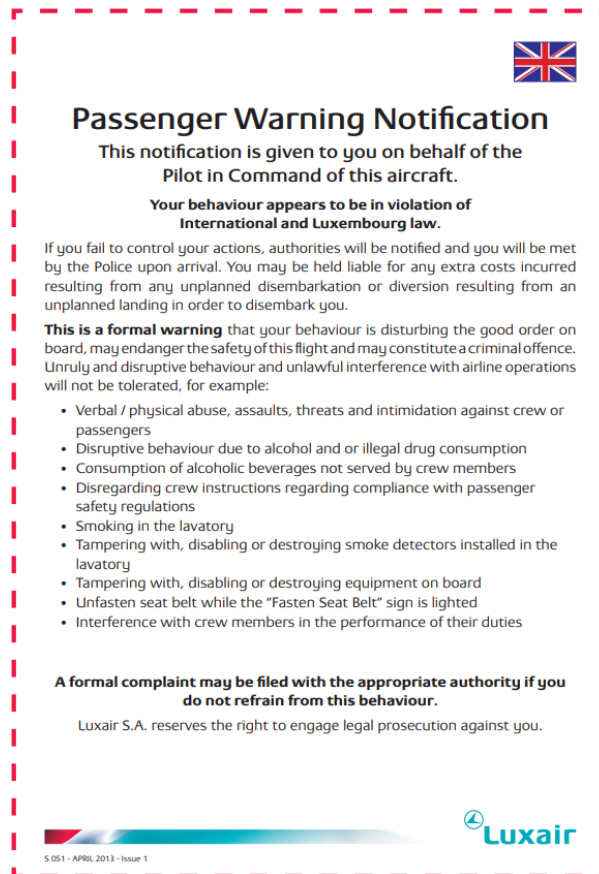 Passenger Warning Notification
This notification is given to you on behalf of the
Pilot in Command of this aircraft.
Your behaviour appears to be in violation of
International and Luxembourg law.
If you fail to control your actions, authorities will be notified and you will be met
by the Police upon arrival. You may be held liable for any extra costs incurred
resulting from any unplanned disembarkation or diversion resulting from an
unplanned landing in order to disembark you.
This is a formal warning that your behaviour is disturbing the good order on
board, may endanger the safety of this flight and may constitute a criminal offence.
Unruly and disruptive behaviour and unlawful interference with airline operations
will not be tolerated, for example:
• Verbal / physical abuse, assaults, threats and intimidation against crew or
passengers
• Disruptive behaviour due to alcohol and or illegal drug consumption
• Consumption of alcoholic beverages not served by crew members
• Disregarding crew instructions regarding compliance with passenger
safety regulations
• Smoking in the lavatory
• Tampering with, disabling or destroying smoke detectors installed in the
lavatory
• Tampering with, disabling or destroying equipment on board
• Unfasten seat belt while the “Fasten Seat Belt” sign is lighted
• Interference with crew members in the performance of their duties
A formal complaint may be filed with the appropriate authority if you
do not refrain from this behaviour.
Luxair S.A. reserves the right to engage legal prosecution against you.
Luxair
S 051 - APRIL 2013 - Issue 1